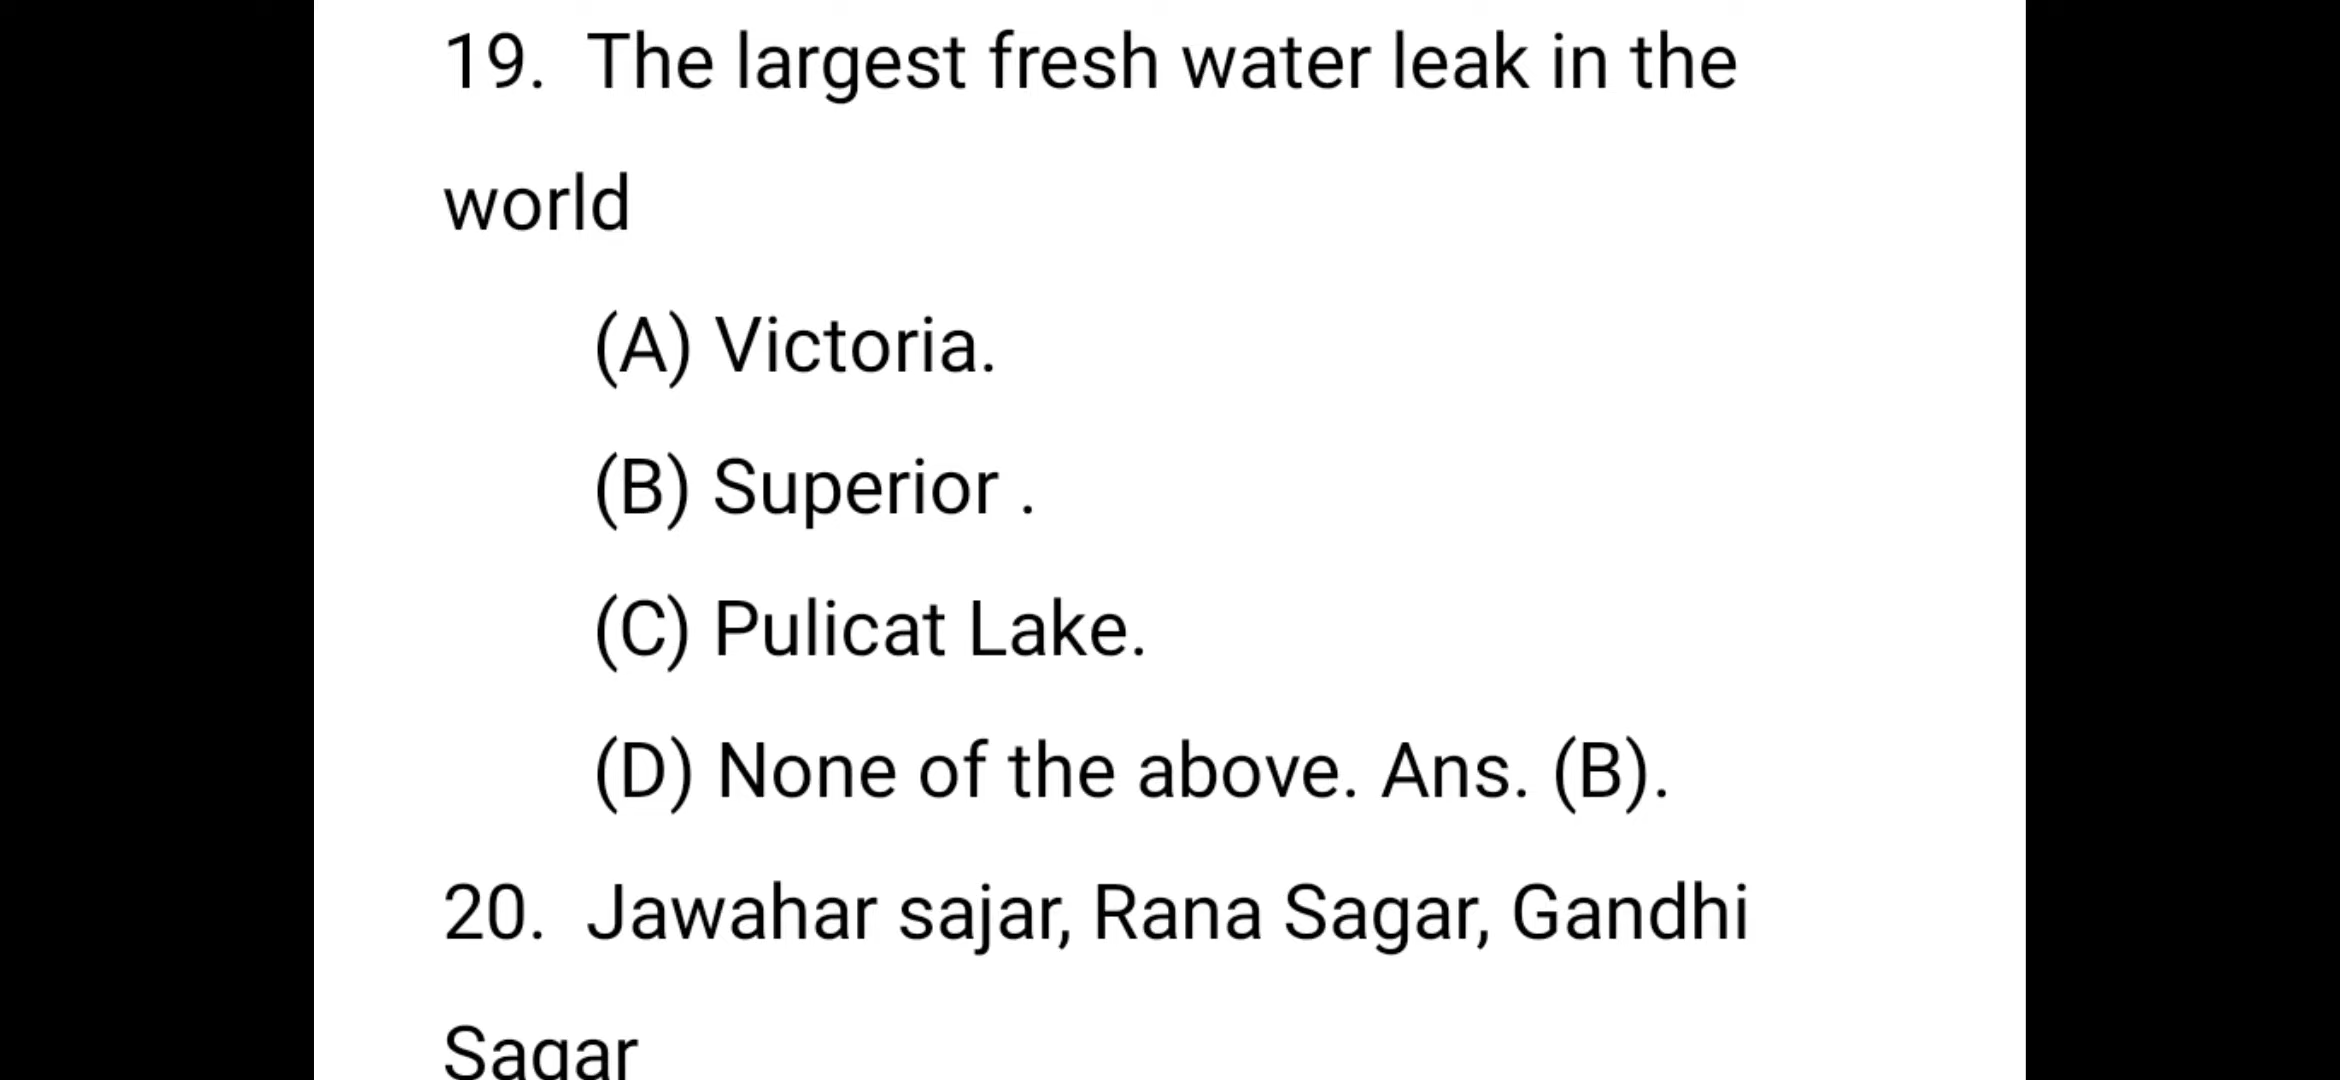 19. The largest fresh water leak in the
world
(A) Victoria.
(B) Superior .
(C) Pulicat Lake.
(D) None of the above. Ans. (B).
20. Jawahar sajar, Rana Sagar, Gandhi
Sagar